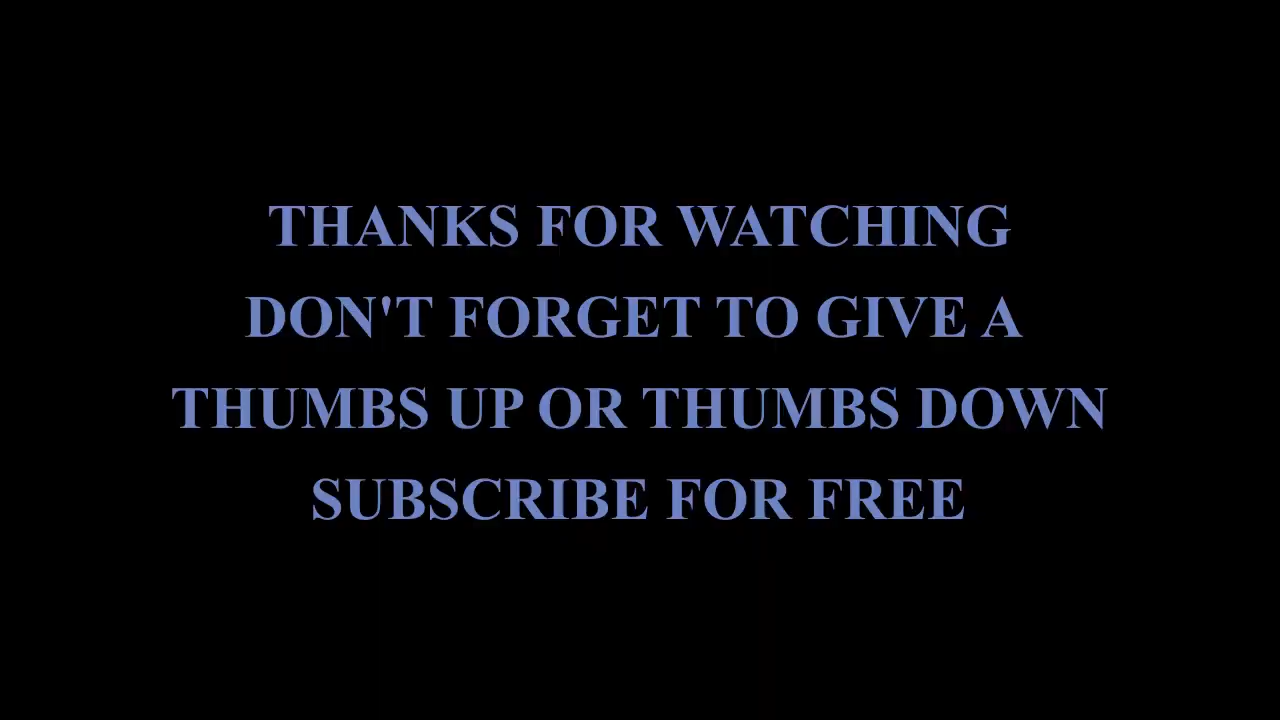 THANKS FOR WATCHING
DON'T FORGET TO GIVE A
THUMBS UP OR THUMBS DOWN
SUBSCRIBE FOR FREE